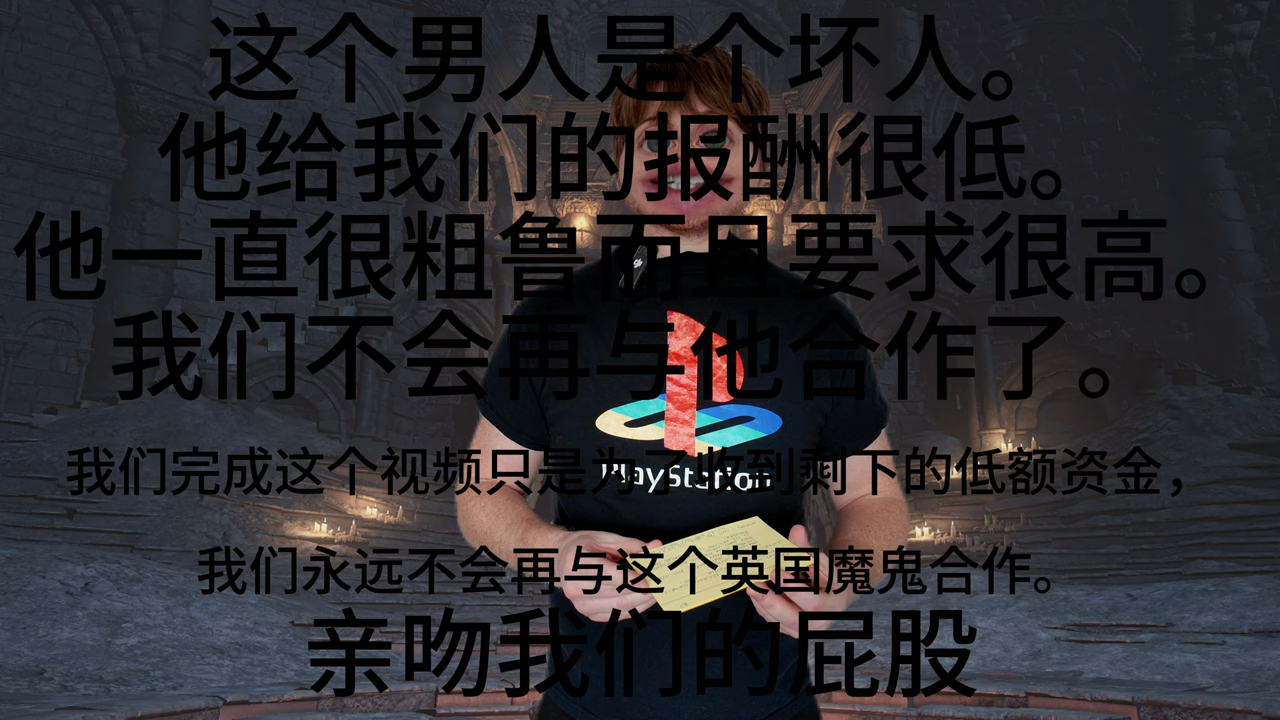 这个男人是个坏人。
他给我们的报酬很低。
他一直很粗鲁而且要求很高。
我们不会再与他合作了。
PlayStation
我们完成这个视频只是为了收到剩下的低额资金，
我们永远不会再与这个英国魔鬼合作。
亲吻我们的屁股